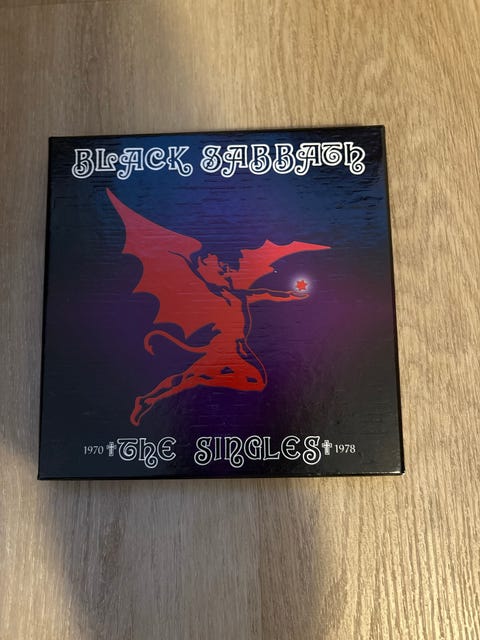 BLACK SABBATH
1970 ✝ THE SINGLES ✝ 1978